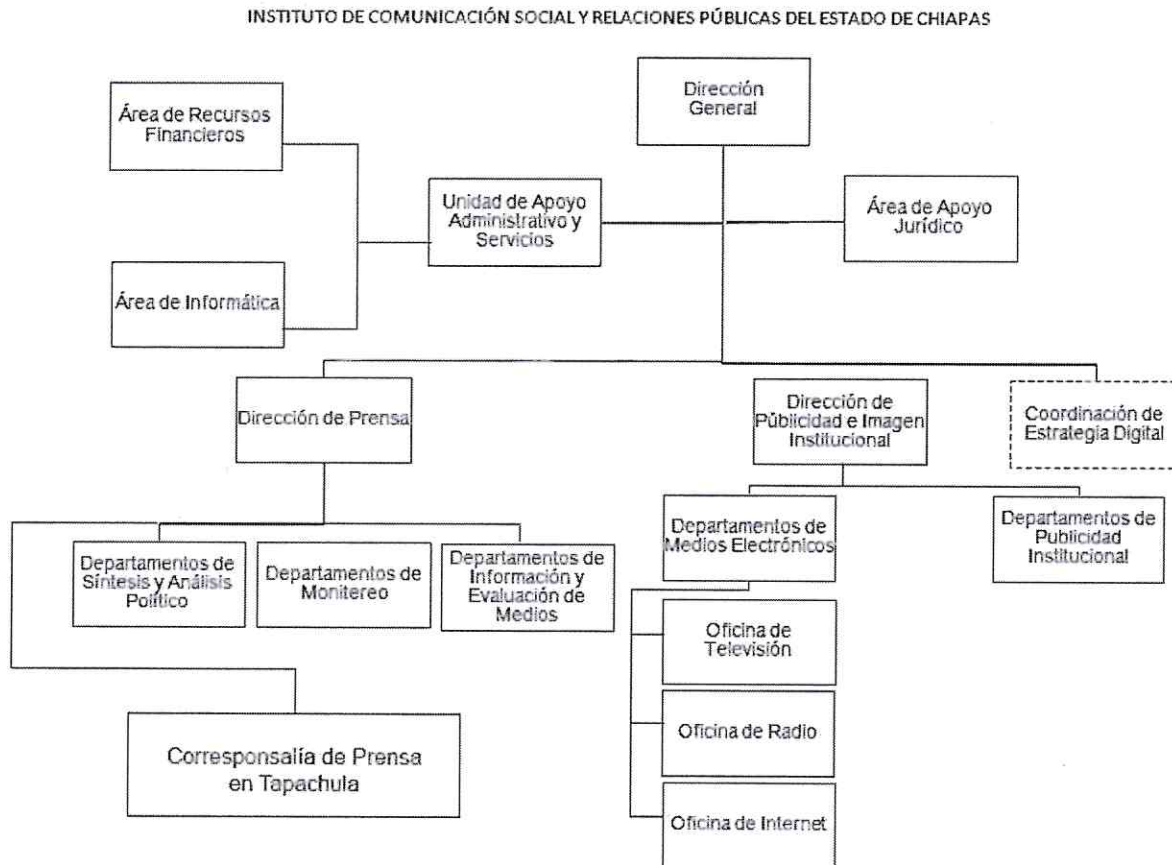 INSTITUTO DE COMUNICACIÓN SOCIAL Y RELACIONES PÚBLICAS DEL ESTADO DE CHIAPAS
Dirección
General
Área de Recursos
Financieros
Unidad de Apoyo
Administrativo y
Servicios
Área de Apoyo
Jurídico
Área de Informática
Dirección de Prensa
Dirección de
Públicidad e Imagen
Institucional
Coordinación de
Estrategia Digital
Departamentos de
Medios Electrónicos
Departamentos de
Publicidad
Institucional
Departamentos de
Síntesis y Análisis
Político
Departamentos de
Monitereo
Departamentos de
Información y
Evaluación de
Medios
Oficina de
Televisión
Oficina de Radio
Oficina de Internet
Corresponsalía de Prensa
en Tapachula